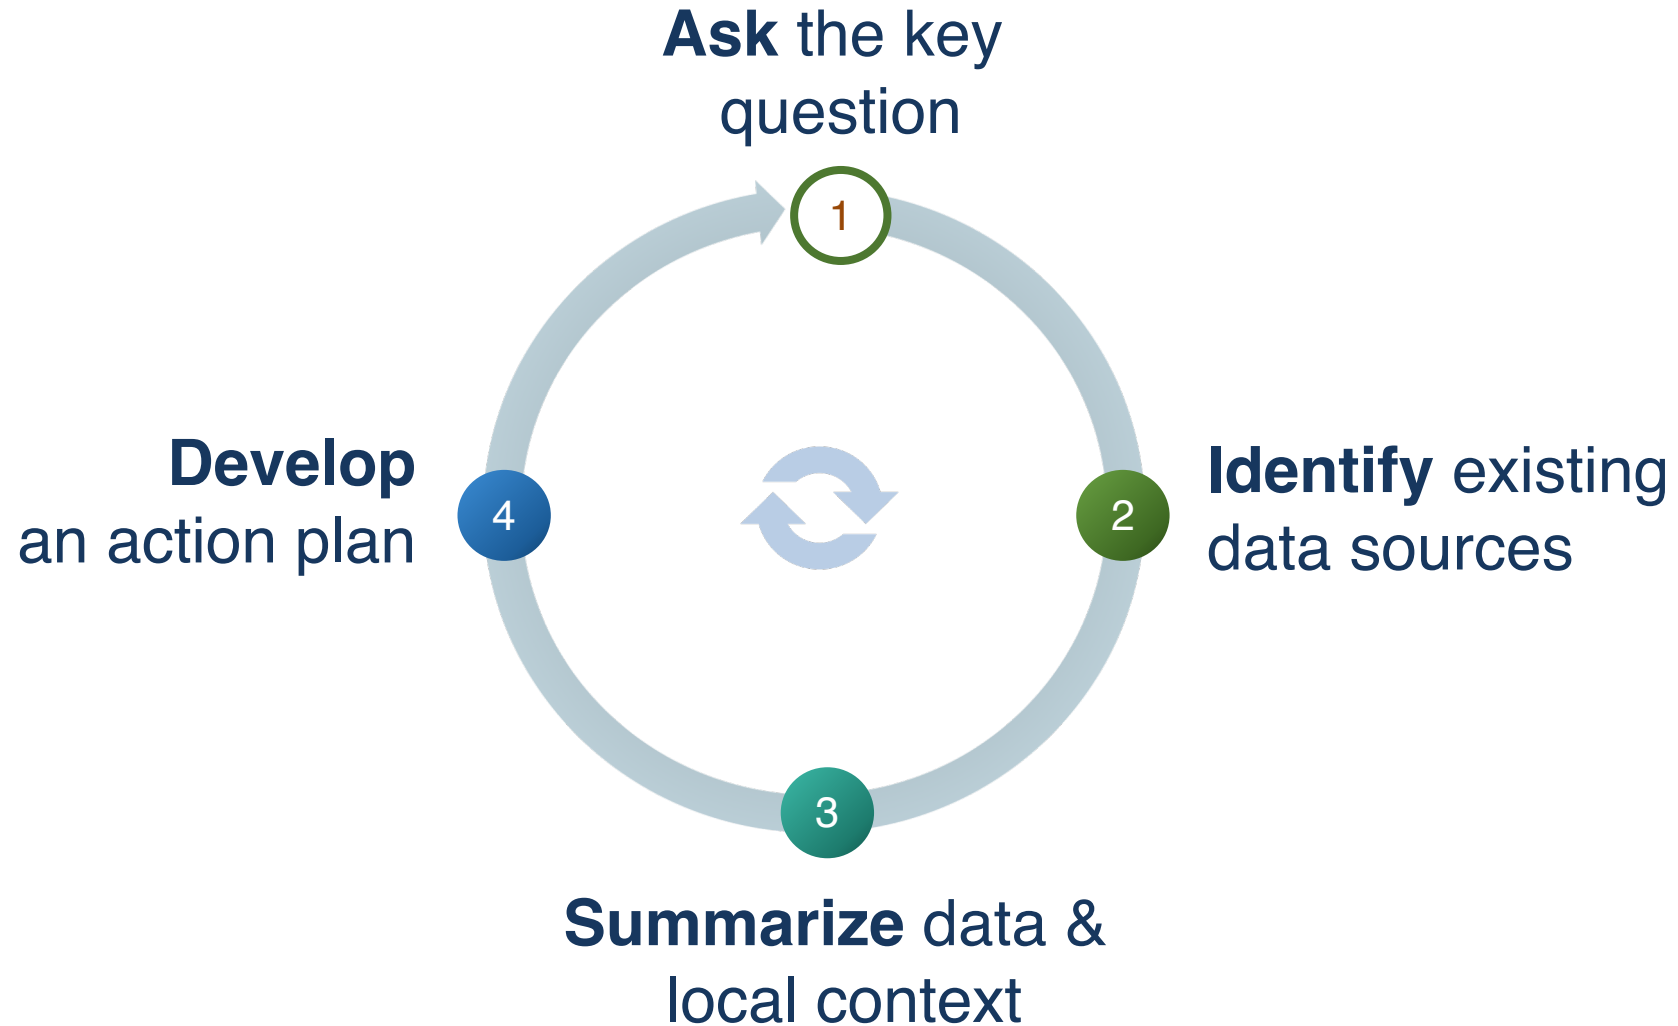 Ask the key
question
1
2
Identify existing
data sources
3
Summarize data &
local context
4
Develop
an action plan